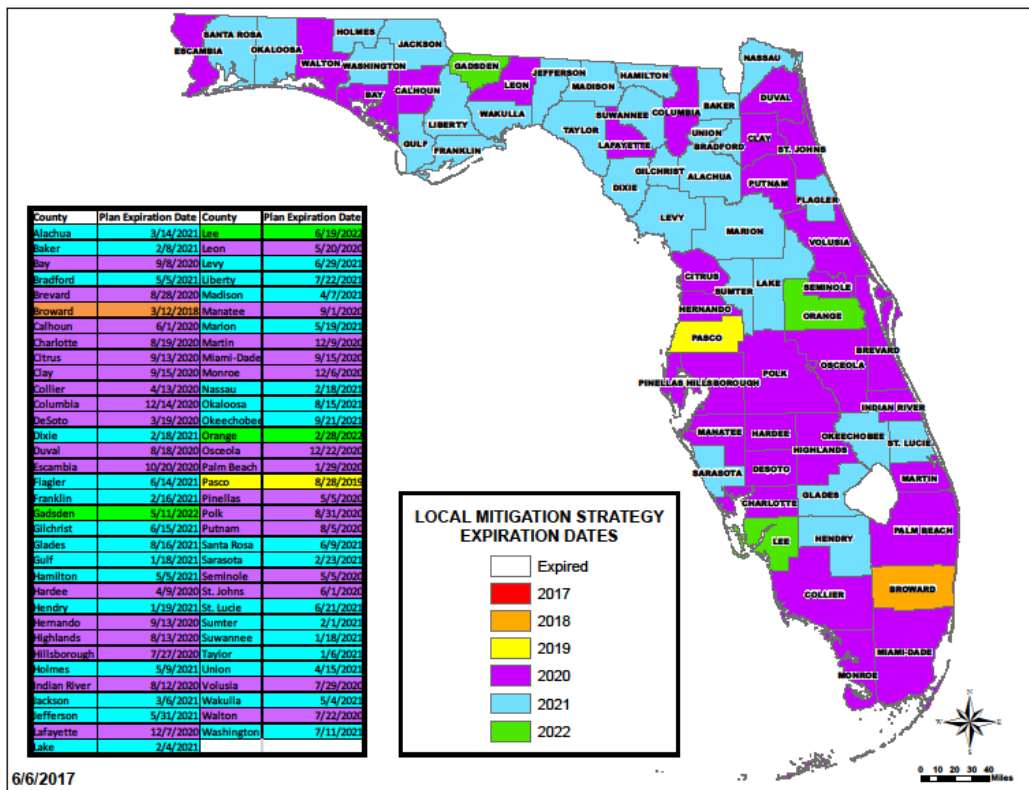 SANTA ROSA
HOLMES
JACKSON
ESCAMBIA
OKALOOSA
WALTON
WASHINGTON
GADSDEN
NASSAU
BAY
CALHOUN
LEON
JEFFERSON
MADISON
HAMILTON
DUVAL
LIBERTY
WAKULLA
TAYLOR
SUWANNEE
COLUMBIA
BAKER
GULF
FRANKLIN
LAFAYETTE
UNION
BRADFORD
CLAY
ST. JOHNS
DIXIE
GILCHRIST
ALACHUA
PUTNAM
FLAGLER
LEVY
MARION
VOLUSIA
CITRUS
SUMTER
LAKE
SEMINOLE
HERNANDO
ORANGE
PASCO
BREVARD
PINELLAS
HILLSBOROUGH
POLK
OSCEOLA
INDIAN RIVER
MANATEE
HARDEE
HIGHLANDS
OKEECHOBEE
ST. LUCIE
SARASOTA
DESOTO
MARTIN
CHARLOTTE
GLADES
LEE
HENDRY
PALM BEACH
COLLIER
BROWARD
MONROE
MIAMI-DADE
County Plan Expiration Date County Plan Expiration Date
Alachua 3/14/2021 Lee 6/19/2022
Baker 2/8/2021 Leon 5/20/2020
Bay 9/8/2020 Levy 6/29/2021
Bradford 5/5/2021 Liberty 7/22/2021
Brevard 8/28/2020 Madison 4/7/2021
Broward 3/12/2018 Manatee 9/1/2020
Calhoun 6/1/2020 Marion 5/19/2021
Charlotte 8/19/2020 Martin 12/9/2020
Citrus 9/13/2020 Miami-Dade 9/15/2020
Clay 9/15/2020 Monroe 12/6/2020
Collier 4/13/2020 Nassau 2/18/2021
Columbia 12/14/2020 Okaloosa 8/15/2021
DeSoto 3/19/2020 Okeechobee 9/21/2021
Dixie 2/18/2021 Orange 2/28/2022
Duval 8/18/2020 Osceola 12/22/2020
Escambia 10/20/2020 Palm Beach 1/29/2020
Flagler 6/14/2021 Pasco 8/28/2019
Franklin 2/16/2021 Pinellas 5/5/2020
Gadsden 5/11/2022 Polk 8/31/2020
Gilchrist 6/15/2021 Putnam 8/5/2020
Glades 8/16/2021 Santa Rosa 6/9/2021
Gulf 1/18/2021 Sarasota 2/23/2021
Hamilton 5/5/2021 Seminole 5/5/2020
Hardee 4/9/2020 St. Johns 6/1/2020
Hendry 1/19/2021 St. Lucie 6/21/2021
Hernando 9/13/2020 Sumter 2/1/2021
Highlands 8/13/2020 Suwannee 1/18/2021
Hillsborough 7/27/2020 Taylor 1/6/2021
Holmes 5/9/2021 Union 4/15/2021
Indian River 8/12/2020 Volusia 7/29/2020
Jackson 3/6/2021 Wakulla 5/4/2021
Jefferson 5/31/2021 Walton 7/22/2020
Lafayette 12/7/2020 Washington 7/11/2021
Lake 2/4/2021
LOCAL MITIGATION STRATEGY
EXPIRATION DATES
Expired
2017
2018
2019
2020
2021
2022
N
W
E
S
0 10 20 30 40
Miles
6/6/2017